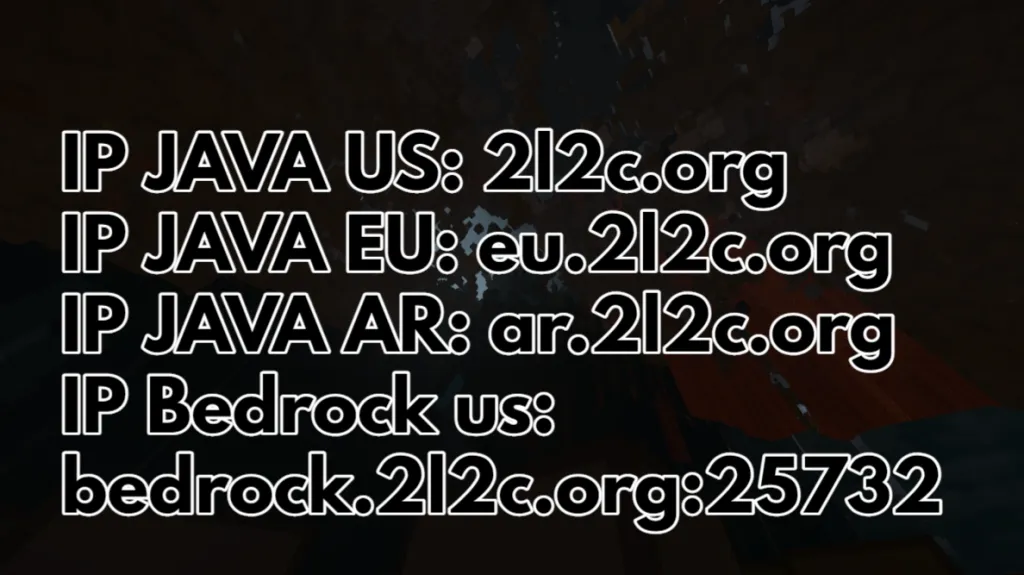 IP JAVA US: 2l2c.org
IP JAVA EU: eu.2l2c.org
IP JAVA AR: ar.2l2c.org
IP Bedrock us:
bedrock.2l2c.org:25732